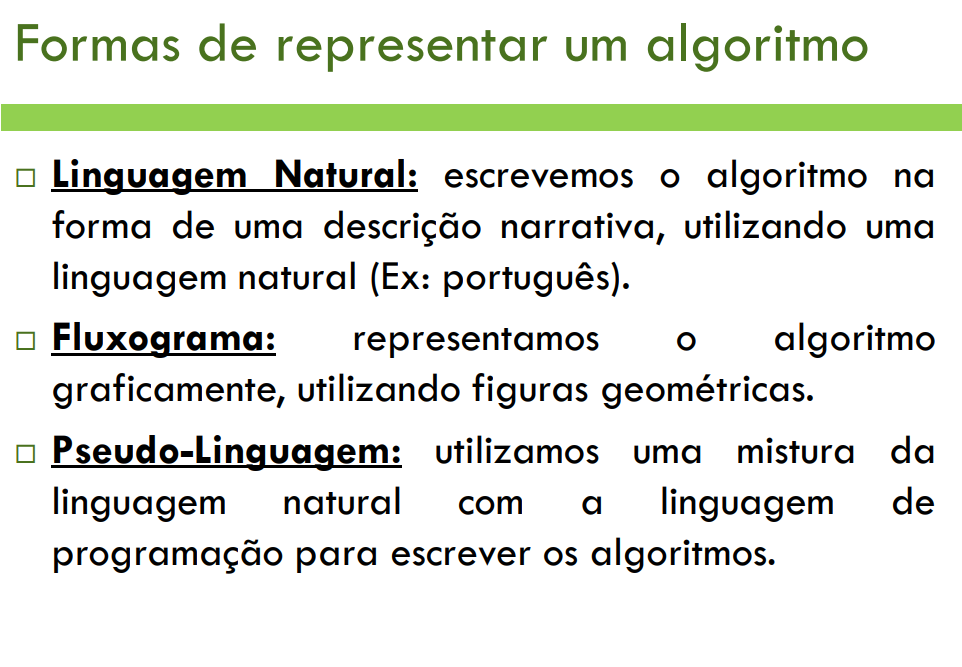 Formas de representar um algoritmo
Linguagem Natural: escrevemos o algoritmo na
forma de uma descrição narrativa, utilizando uma
linguagem natural (Ex: português).
Fluxograma: representamos o algoritmo
graficamente, utilizando figuras geométricas.
Pseudo-Linguagem: utilizamos uma mistura da
linguagem natural com a linguagem de
programação para escrever os algoritmos.